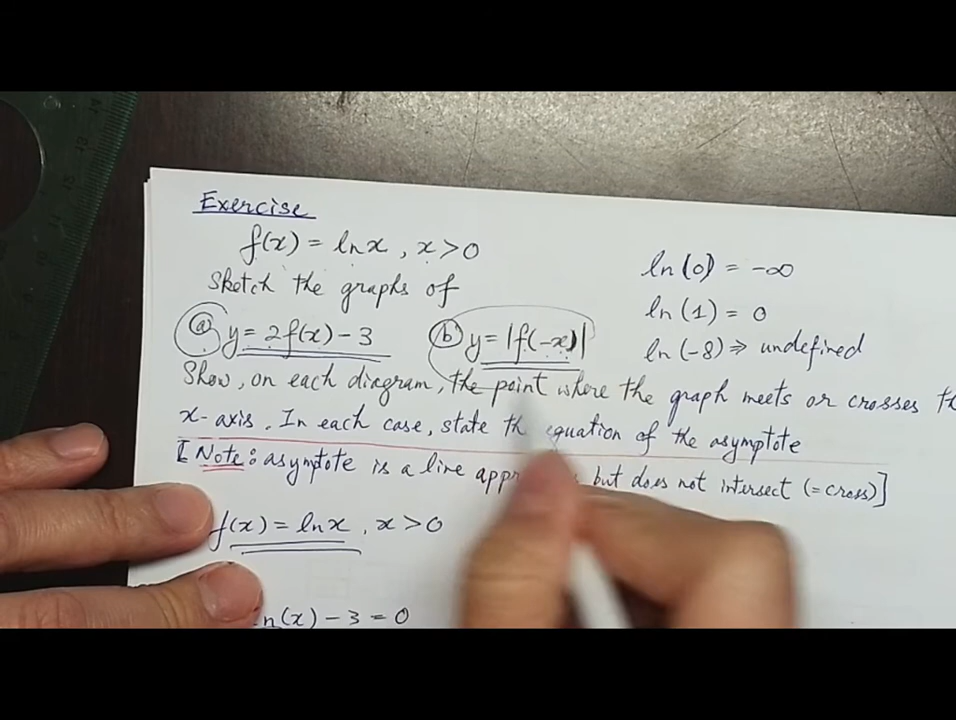 Exercise
f(x) = ln x , x > 0
Sketch the graphs of
(a) y = 2f(x) - 3 (b) y = |f(-x)|
Show, on each diagram, the point where the graph meets or crosses
x-axis. In each case, state the equation of the asymptote
[Note: asymptote is a line but does not intersect (= cross)]
f(x) = ln x , x > 0
ln(x) - 3 = 0
ln(0) = -∞
ln(1) = 0
ln(-8) ⇒ undefined